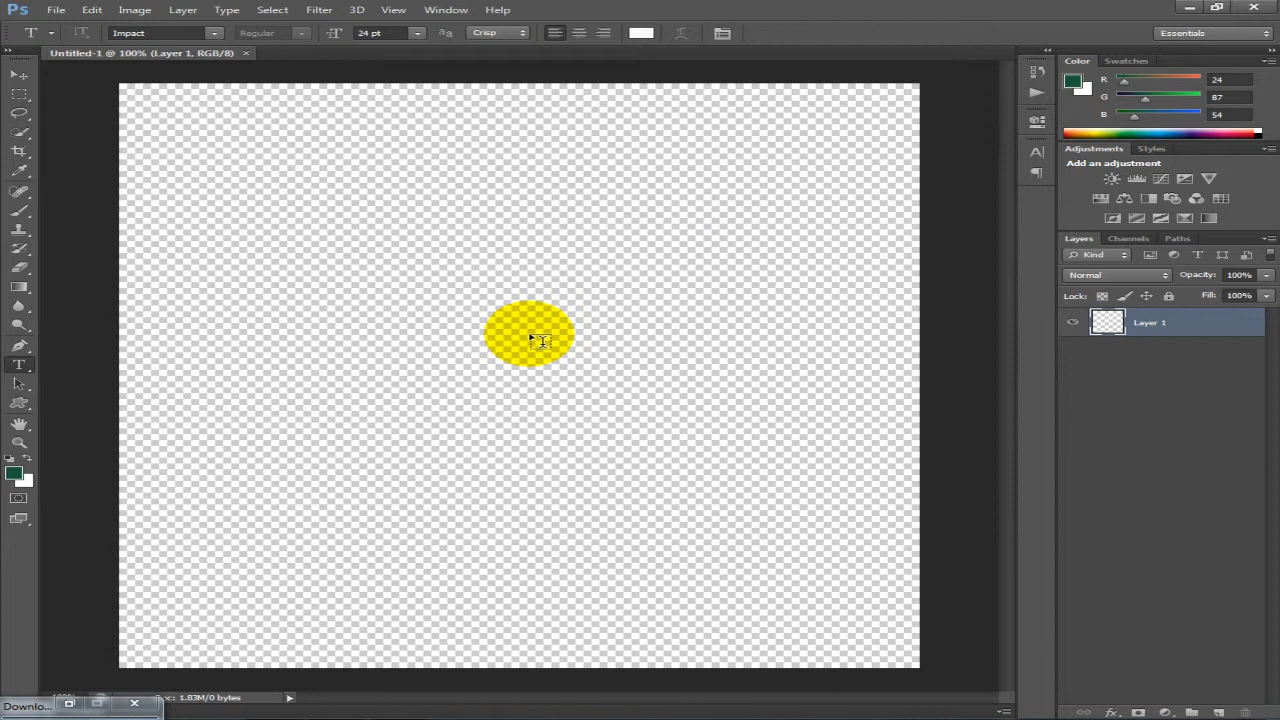 Ps File Edit Image Layer Type Select Filter 3D View Window Help
T Impact Regular 24 pt Crisp Essentials
Untitled-1 @ 100% (Layer 1, RGB/8) ×
Color Swatches
R 24
G 87
B 54
Adjustments Styles
Add an adjustment
Layers Channels Paths
Kind
Normal Opacity: 100%
Lock: Fill: 100%
Layer 1
Doc: 1.83M/0 bytes
Downlo...